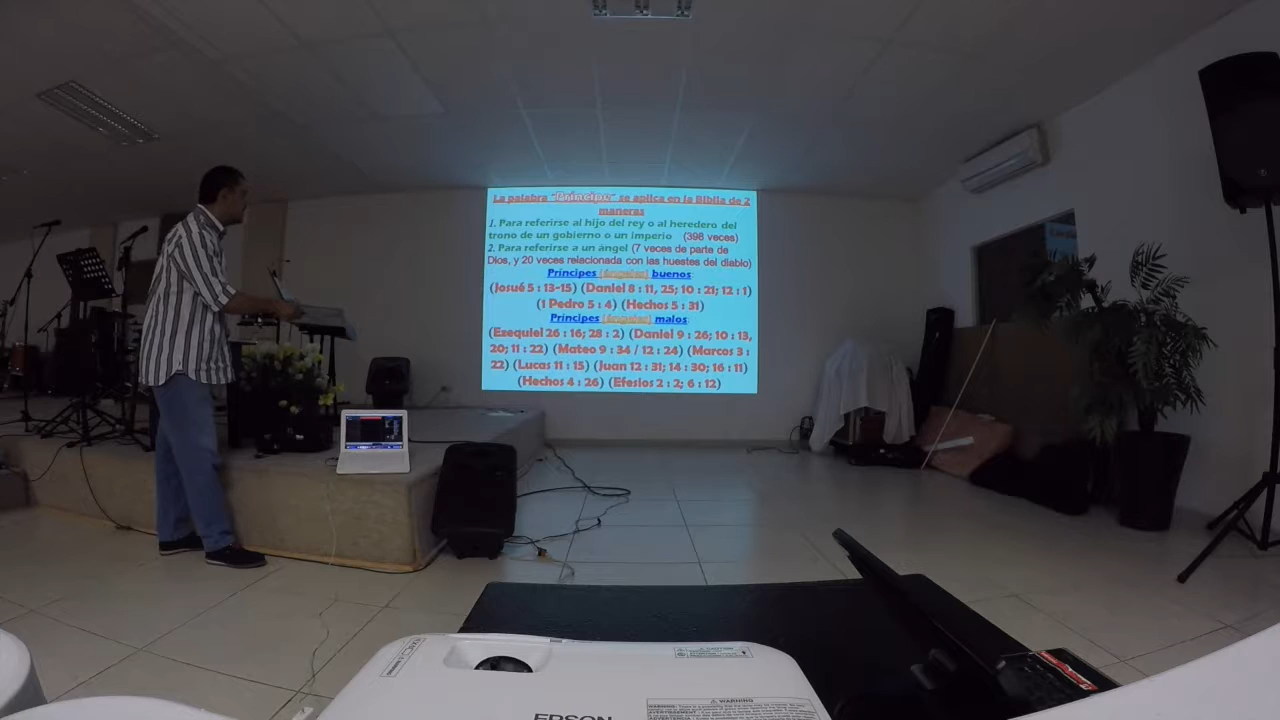 La palabra "Príncipe" se aplica en la Biblia de 2
maneras
1. Para referirse al hijo del rey o al heredero del
trono de un gobierno o un imperio (398 veces)
2. Para referirse a un ángel (7 veces de parte de
Dios, y 20 veces relacionada con las huestes del diablo)
Príncipes (ángeles) buenos:
(Josué 5 : 13-15) (Daniel 8 : 11, 25; 10 : 21; 12 : 1)
(1 Pedro 5 : 4) (Hechos 5 : 31)
Príncipes (ángeles) malos:
(Ezequiel 26 : 16; 28 : 2) (Daniel 9 : 26; 10 : 13,
20; 11 : 22) (Mateo 9 : 34 / 12 : 24) (Marcos 3 :
22) (Lucas 11 : 15) (Juan 12 : 31; 14 : 30; 16 : 11)
(Hechos 4 : 26) (Efesios 2 : 2; 6 : 12)
CAUTION
WARNING
EPSON